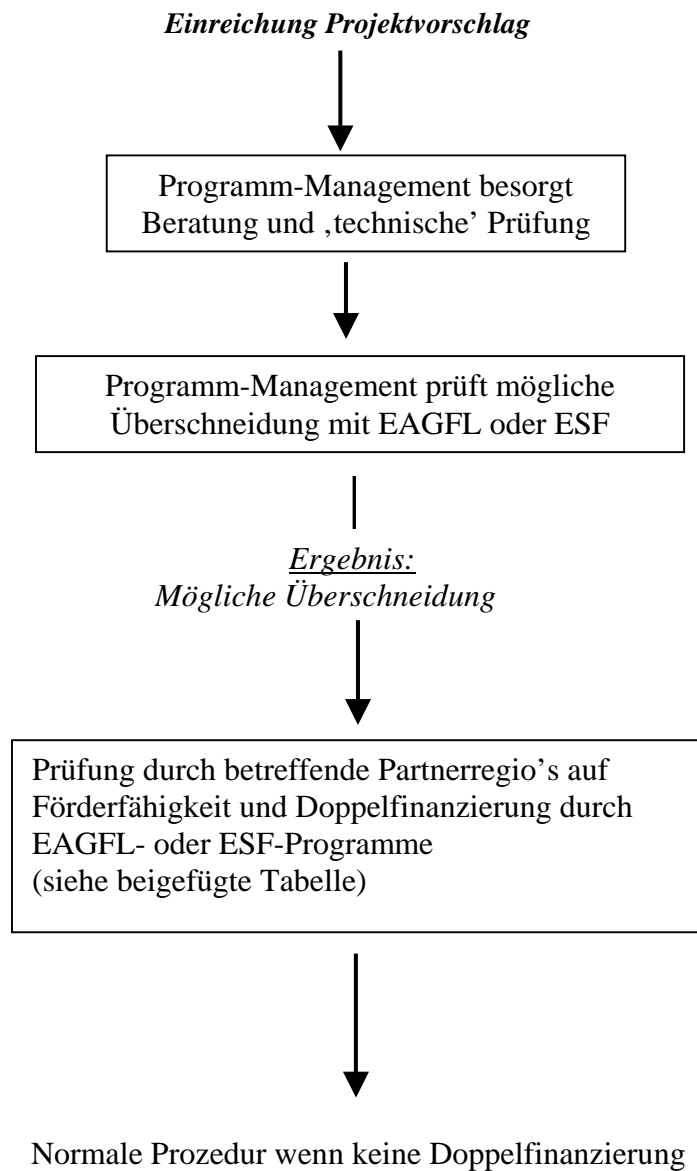 Einreichung Projektvorschlag
Programm-Management besorgt
Beratung und ‚technische’ Prüfung
Programm-Management prüft mögliche
Überschneidung mit EAGFL oder ESF
Ergebnis:
Mögliche Überschneidung
Prüfung durch betreffende Partnerregio’s auf
Förderfähigkeit und Doppelfinanzierung durch
EAGFL- oder ESF-Programme
(siehe beigefügte Tabelle)
Normale Prozedur wenn keine Doppelfinanzierung